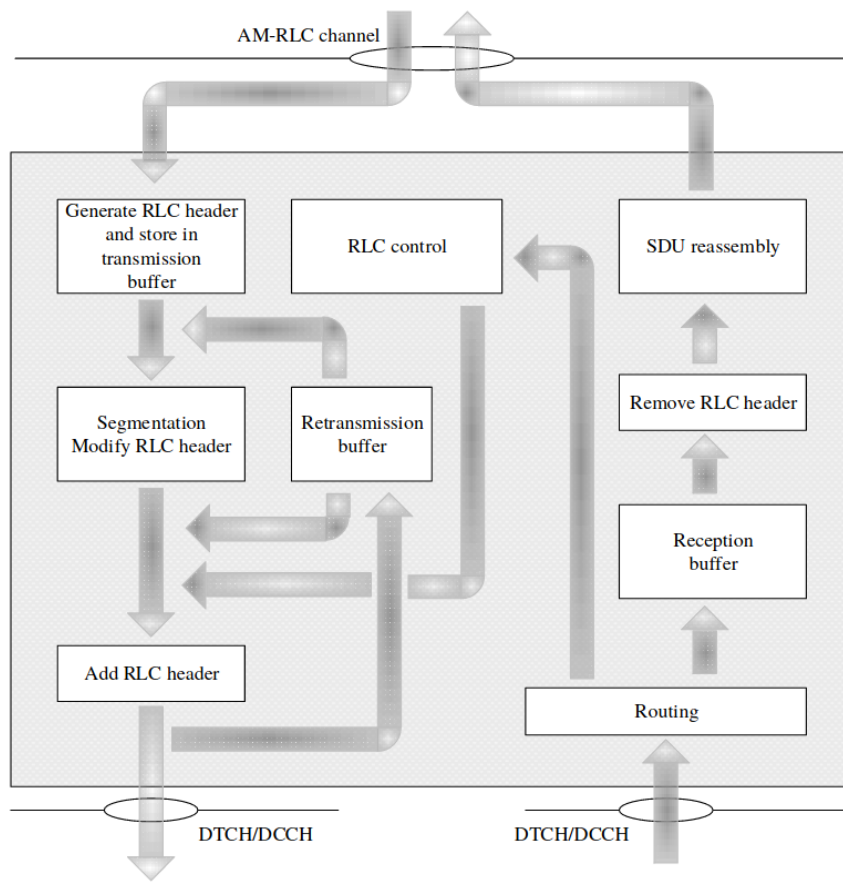 AM-RLC channel
Generate RLC header
and store in
transmission
buffer
RLC control
SDU reassembly
Segmentation
Modify RLC header
Retransmission
buffer
Remove RLC header
Reception
buffer
Add RLC header
Routing
DTCH/DCCH
DTCH/DCCH